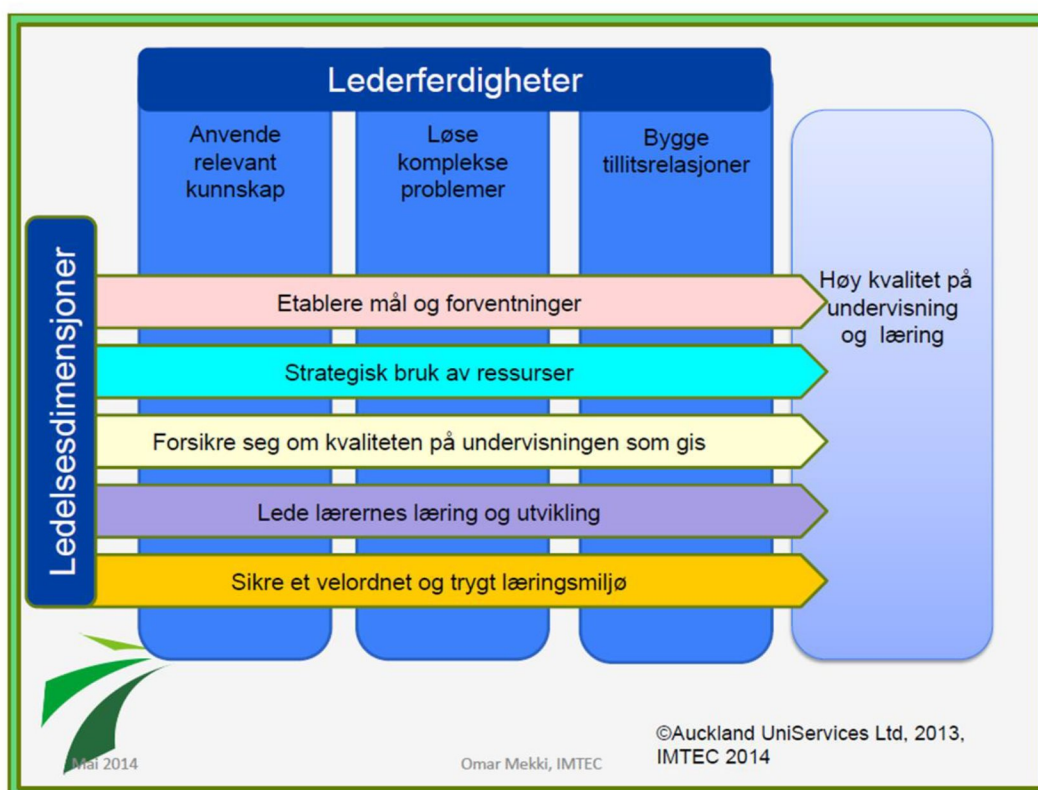 Lederferdigheter
Anvende
relevant
kunnskap
Løse
komplekse
problemer
Bygge
tillitsrelasjoner
Ledelsesdimensjoner
Etablere mål og forventninger
Strategisk bruk av ressurser
Forsikre seg om kvaliteten på undervisningen som gis
Lede lærernes læring og utvikling
Sikre et velordnet og trygt læringsmiljø
Høy kvalitet på
undervisning
og læring
©Auckland UniServices Ltd, 2013,
IMTEC 2014
Mai 2014
Omar Mekki, IMTEC